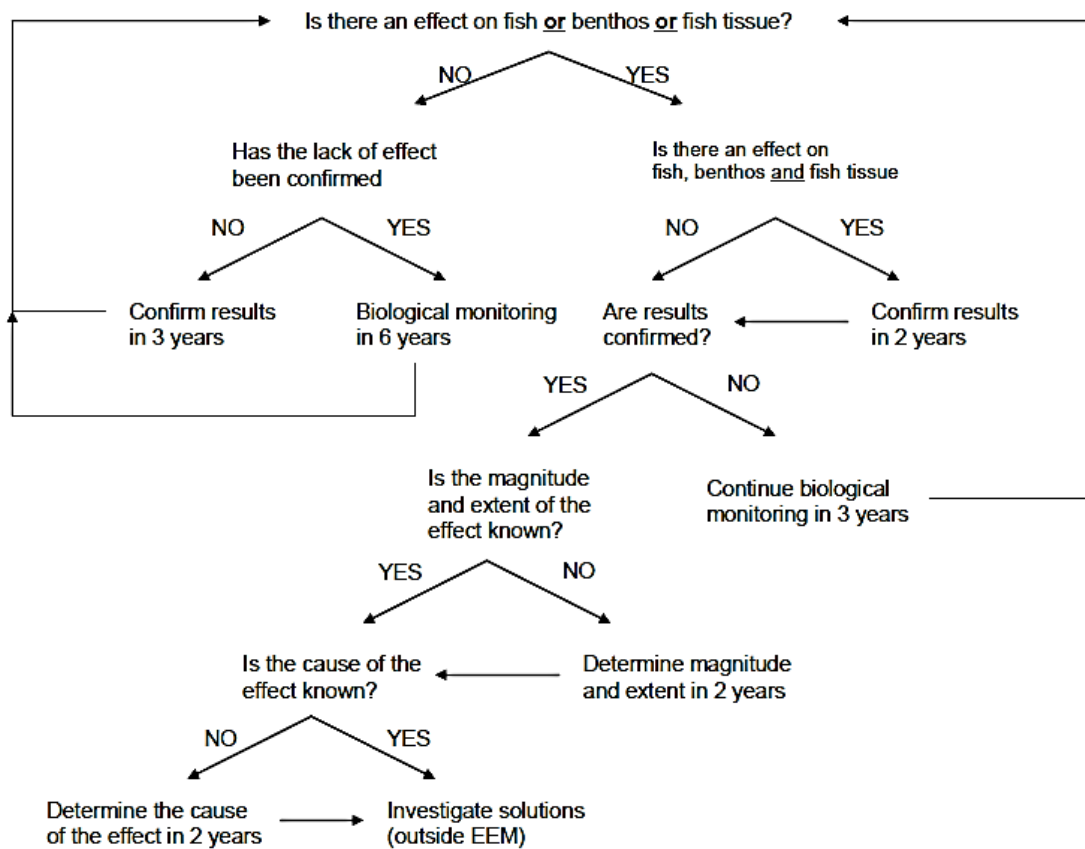 Is there an effect on fish or benthos or fish tissue?
NO
YES
Has the lack of effect
been confirmed
Is there an effect on
fish, benthos and fish tissue
NO
YES
NO
YES
Confirm results
in 3 years
Biological monitoring
in 6 years
Are results
confirmed?
Confirm results
in 2 years
YES
NO
Is the magnitude
and extent of the
effect known?
Continue biological
monitoring in 3 years
YES
NO
Is the cause of the
effect known?
Determine magnitude
and extent in 2 years
NO
YES
Determine the cause
of the effect in 2 years
Investigate solutions
(outside EEM)